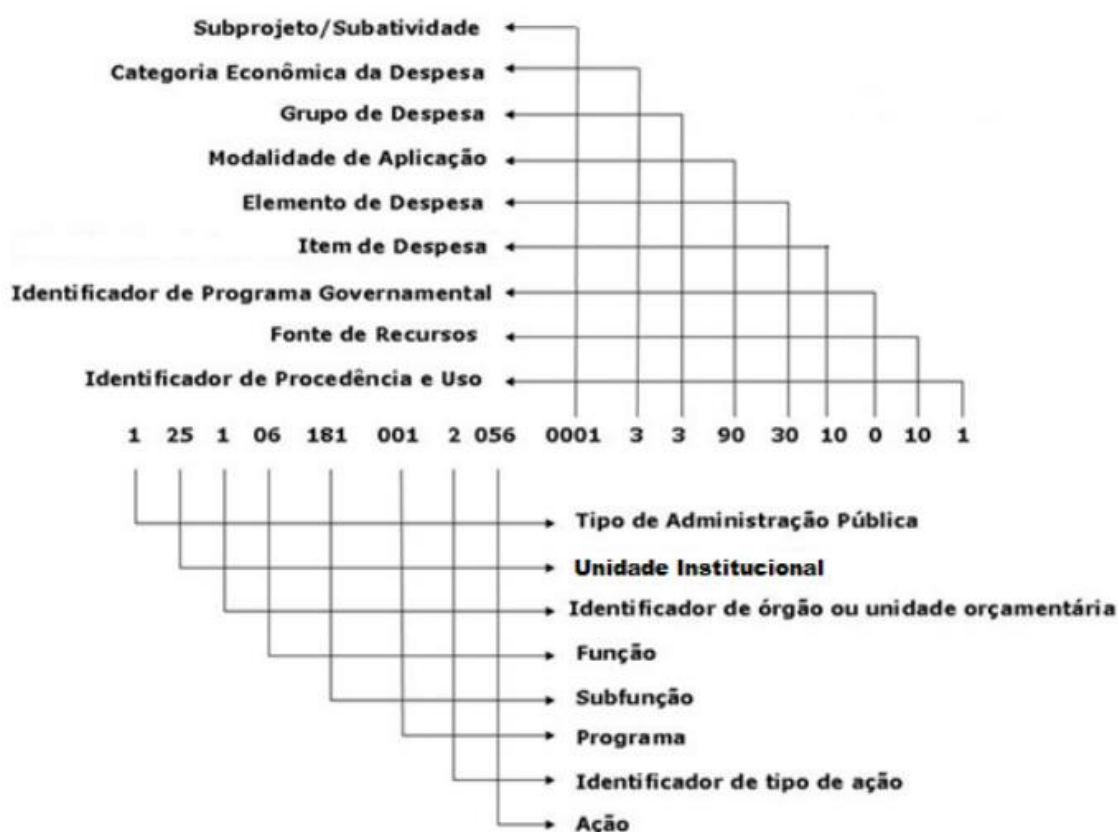 Subprojeto/Subatividade
Categoria Econômica da Despesa
Grupo de Despesa
Modalidade de Aplicação
Elemento de Despesa
Item de Despesa
Identificador de Programa Governamental
Fonte de Recursos
Identificador de Procedência e Uso
1 25 1 06 181 001 2 056 0001 3 3 90 30 10 0 10 1
Tipo de Administração Pública
Unidade Institucional
Identificador de órgão ou unidade orçamentária
Função
Subfunção
Programa
Identificador de tipo de ação
Ação